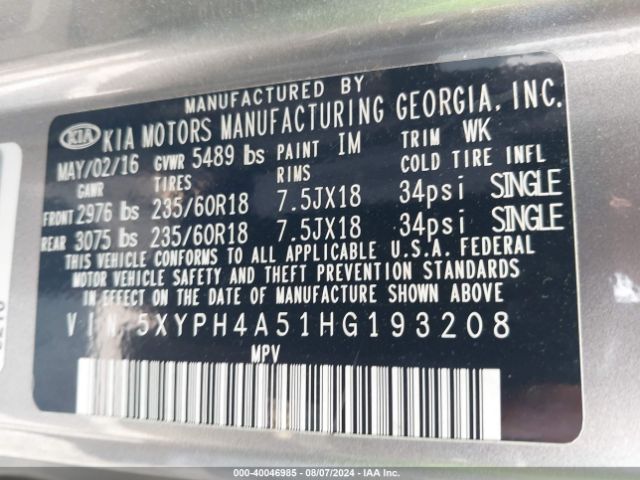 MANUFACTURED BY
KIA KIA MOTORS MANUFACTURING GEORGIA, INC.
MAY/02/16 GVWR 5489 lbs PAINT IM TRIM WK
GAWR TIRES RIMS COLD TIRE INFL
FRONT 2976 lbs 235/60R18 7.5JX18 34psi SINGLE
REAR 3075 lbs 235/60R18 7.5JX18 34psi SINGLE
THIS VEHICLE CONFORMS TO ALL APPLICABLE U.S.A. FEDERAL
MOTOR VEHICLE SAFETY AND THEFT PREVENTION STANDARDS
IN EFFECT ON THE DATE OF MANUFACTURE SHOWN ABOVE
VIN 5XYPH4A51HG193208
MPV
000-40046985 - 08/07/2024 - IAA Inc.